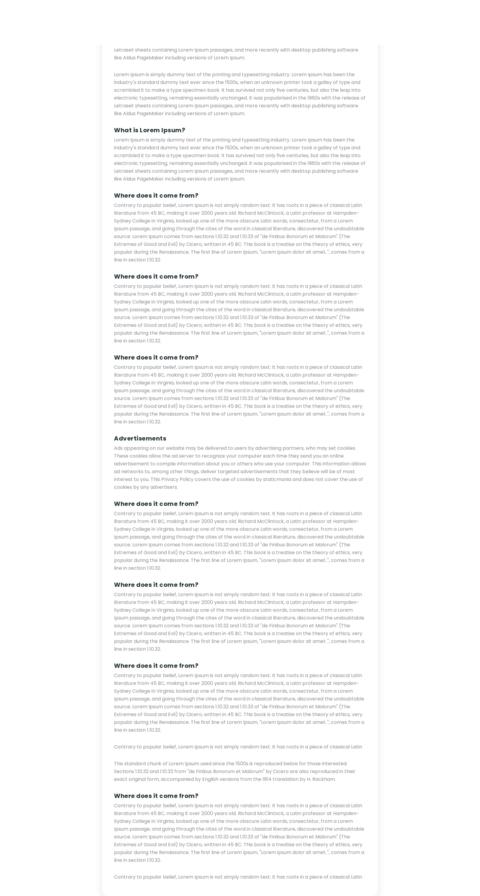 Letraset sheets containing Lorem Ipsum passages, and more recently with desktop publishing software
like Aldus PageMaker including versions of Lorem Ipsum.
Lorem Ipsum is simply dummy text of the printing and typesetting industry. Lorem Ipsum has been the
industry's standard dummy text ever since the 1500s, when an unknown printer took a galley of type and
scrambled it to make a type specimen book. It has survived not only five centuries, but also the leap into
electronic typesetting, remaining essentially unchanged. It was popularised in the 1960s with the release of
Letraset sheets containing Lorem Ipsum passages, and more recently with desktop publishing software
like Aldus PageMaker including versions of Lorem Ipsum.
What is Lorem Ipsum?
Lorem Ipsum is simply dummy text of the printing and typesetting industry. Lorem Ipsum has been the
industry's standard dummy text ever since the 1500s, when an unknown printer took a galley of type and
scrambled it to make a type specimen book. It has survived not only five centuries, but also the leap into
electronic typesetting, remaining essentially unchanged. It was popularised in the 1960s with the release of
Letraset sheets containing Lorem Ipsum passages, and more recently with desktop publishing software
like Aldus PageMaker including versions of Lorem Ipsum.
Where does it come from?
Contrary to popular belief, Lorem Ipsum is not simply random text. It has roots in a piece of classical Latin
literature from 45 BC, making it over 2000 years old. Richard McClintock, a Latin professor at Hampden-
Sydney College in Virginia, looked up one of the more obscure Latin words, consectetur, from a Lorem
Ipsum passage, and going through the cites of the word in classical literature, discovered the undoubtable
source. Lorem Ipsum comes from sections 1.10.32 and 1.10.33 of "de Finibus Bonorum et Malorum" (The
Extremes of Good and Evil) by Cicero, written in 45 BC. This book is a treatise on the theory of ethics, very
popular during the Renaissance. The first line of Lorem Ipsum, "Lorem ipsum dolor sit amet..", comes from a
line in section 1.10.32.
Where does it come from?
Contrary to popular belief, Lorem Ipsum is not simply random text. It has roots in a piece of classical Latin
literature from 45 BC, making it over 2000 years old. Richard McClintock, a Latin professor at Hampden-
Sydney College in Virginia, looked up one of the more obscure Latin words, consectetur, from a Lorem
Ipsum passage, and going through the cites of the word in classical literature, discovered the undoubtable
source. Lorem Ipsum comes from sections 1.10.32 and 1.10.33 of "de Finibus Bonorum et Malorum" (The
Extremes of Good and Evil) by Cicero, written in 45 BC. This book is a treatise on the theory of ethics, very
popular during the Renaissance. The first line of Lorem Ipsum, "Lorem ipsum dolor sit amet..", comes from a
line in section 1.10.32.
Where does it come from?
Contrary to popular belief, Lorem Ipsum is not simply random text. It has roots in a piece of classical Latin
literature from 45 BC, making it over 2000 years old. Richard McClintock, a Latin professor at Hampden-
Sydney College in Virginia, looked up one of the more obscure Latin words, consectetur, from a Lorem
Ipsum passage, and going through the cites of the word in classical literature, discovered the undoubtable
source. Lorem Ipsum comes from sections 1.10.32 and 1.10.33 of "de Finibus Bonorum et Malorum" (The
Extremes of Good and Evil) by Cicero, written in 45 BC. This book is a treatise on the theory of ethics, very
popular during the Renaissance. The first line of Lorem Ipsum, "Lorem ipsum dolor sit amet..", comes from a
line in section 1.10.32.
Advertisements
Ads appearing on our website may be delivered to users by advertising partners, who may set cookies.
These cookies allow the ad server to recognize your computer each time they send you an online
advertisement to compile information about you or others who use your computer. This information allows
ad networks to, among other things, deliver targeted advertisements that they believe will be of most
interest to you. This Privacy Policy covers the use of cookies by staticmania and does not cover the use of
cookies by any advertisers.
Where does it come from?
Contrary to popular belief, Lorem Ipsum is not simply random text. It has roots in a piece of classical Latin
literature from 45 BC, making it over 2000 years old. Richard McClintock, a Latin professor at Hampden-
Sydney College in Virginia, looked up one of the more obscure Latin words, consectetur, from a Lorem
Ipsum passage, and going through the cites of the word in classical literature, discovered the undoubtable
source. Lorem Ipsum comes from sections 1.10.32 and 1.10.33 of "de Finibus Bonorum et Malorum" (The
Extremes of Good and Evil) by Cicero, written in 45 BC. This book is a treatise on the theory of ethics, very
popular during the Renaissance. The first line of Lorem Ipsum, "Lorem ipsum dolor sit amet..", comes from a
line in section 1.10.32.
Where does it come from?
Contrary to popular belief, Lorem Ipsum is not simply random text. It has roots in a piece of classical Latin
literature from 45 BC, making it over 2000 years old. Richard McClintock, a Latin professor at Hampden-
Sydney College in Virginia, looked up one of the more obscure Latin words, consectetur, from a Lorem
Ipsum passage, and going through the cites of the word in classical literature, discovered the undoubtable
source. Lorem Ipsum comes from sections 1.10.32 and 1.10.33 of "de Finibus Bonorum et Malorum" (The
Extremes of Good and Evil) by Cicero, written in 45 BC. This book is a treatise on the theory of ethics, very
popular during the Renaissance. The first line of Lorem Ipsum, "Lorem ipsum dolor sit amet..", comes from a
line in section 1.10.32.
Where does it come from?
Contrary to popular belief, Lorem Ipsum is not simply random text. It has roots in a piece of classical Latin
literature from 45 BC, making it over 2000 years old. Richard McClintock, a Latin professor at Hampden-
Sydney College in Virginia, looked up one of the more obscure Latin words, consectetur, from a Lorem
Ipsum passage, and going through the cites of the word in classical literature, discovered the undoubtable
source. Lorem Ipsum comes from sections 1.10.32 and 1.10.33 of "de Finibus Bonorum et Malorum" (The
Extremes of Good and Evil) by Cicero, written in 45 BC. This book is a treatise on the theory of ethics, very
popular during the Renaissance. The first line of Lorem Ipsum, "Lorem ipsum dolor sit amet..", comes from a
line in section 1.10.32.
Contrary to popular belief, Lorem Ipsum is not simply random text. It has roots in a piece of classical Latin
The standard chunk of Lorem Ipsum used since the 1500s is reproduced below for those interested.
Sections 1.10.32 and 1.10.33 from "de Finibus Bonorum et Malorum" by Cicero are also reproduced in their
exact original form, accompanied by English versions from the 1914 translation by H. Rackham.
Where does it come from?
Contrary to popular belief, Lorem Ipsum is not simply random text. It has roots in a piece of classical Latin
literature from 45 BC, making it over 2000 years old. Richard McClintock, a Latin professor at Hampden-
Sydney College in Virginia, looked up one of the more obscure Latin words, consectetur, from a Lorem
Ipsum passage, and going through the cites of the word in classical literature, discovered the undoubtable
source. Lorem Ipsum comes from sections 1.10.32 and 1.10.33 of "de Finibus Bonorum et Malorum" (The
Extremes of Good and Evil) by Cicero, written in 45 BC. This book is a treatise on the theory of ethics, very
popular during the Renaissance. The first line of Lorem Ipsum, "Lorem ipsum dolor sit amet..", comes from a
line in section 1.10.32.
Contrary to popular belief, Lorem Ipsum is not simply random text. It has roots in a piece of classical Latin